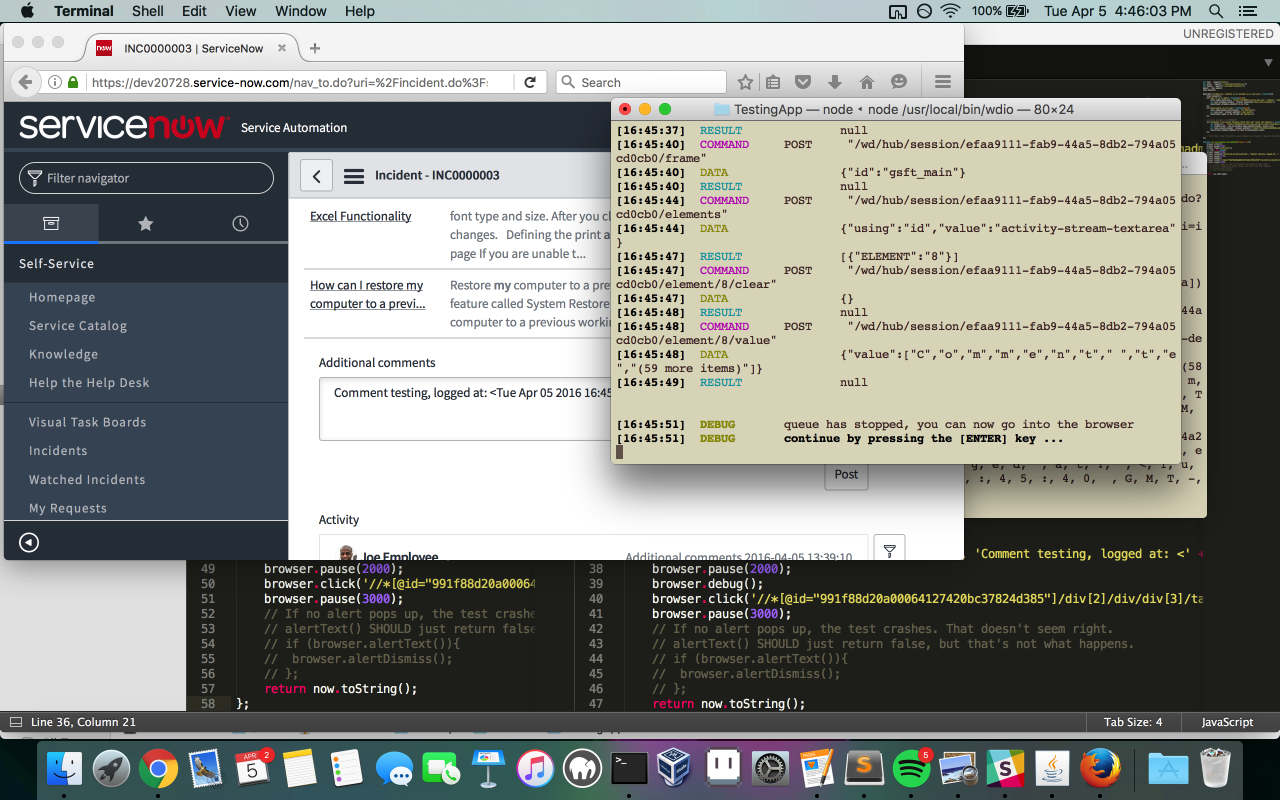 Terminal Shell Edit View Window Help 100% Tue Apr 5 4:46:03 PM
UNREGISTERED
now INC0000003 | ServiceNow
https://dev20728.service-now.com/nav_to.do?uri=%2Fincident.do%3F
Search
servicenow Service Automation
Filter navigator
Self-Service
Homepage
Service Catalog
Knowledge
Help the Help Desk
Visual Task Boards
Incidents
Watched Incidents
My Requests
Incident - INC0000003
Excel Functionality
font type and size. After you cl
changes. Defining the print a
page If you are unable t...
How can I restore my
computer to a previ...
Restore my computer to a pre
feature called System Restore
computer to a previous workin
Additional comments
Comment testing, logged at: <Tue Apr 05 2016 16:45
Post
Activity
Joe Employee
Additional comments 2016-04-05 13:39:10
TestingApp — node • node /usr/local/bin/wdio — 80×24
[16:45:37] RESULT null
[16:45:40] COMMAND POST "/wd/hub/session/efaa9111-fab9-44a5-8db2-794a05
cd0cb0/frame"
[16:45:40] DATA {"id":"gsft_main"}
[16:45:40] RESULT null
[16:45:44] COMMAND POST "/wd/hub/session/efaa9111-fab9-44a5-8db2-794a05
cd0cb0/elements"
[16:45:44] DATA {"using":"id","value":"activity-stream-textarea"
}
[16:45:47] RESULT [{"ELEMENT":"8"}]
[16:45:47] COMMAND POST "/wd/hub/session/efaa9111-fab9-44a5-8db2-794a05
cd0cb0/element/8/clear"
[16:45:47] DATA {}
[16:45:48] RESULT null
[16:45:48] COMMAND POST "/wd/hub/session/efaa9111-fab9-44a5-8db2-794a05
cd0cb0/element/8/value"
[16:45:48] DATA {"value":["C","o","m","m","e","n","t"," ","t","e
","(59 more items)"]}
[16:45:49] RESULT null
[16:45:51] DEBUG queue has stopped, you can now go into the browser
[16:45:51] DEBUG continue by pressing the [ENTER] key ...
do?
i=i
a])
44a
-de
(58
m,
T
M,
4a2
e
g, e, d, , a, t, :, , <, T, u,
, :, 4, 5, :, 4, 0, , G, M, T, -,
'Comment testing, logged at: <' +
49 browser.pause(2000);
50 browser.click('//*[@id="991f88d20a00064
51 browser.pause(3000);
52 // If no alert pops up, the test crashe
53 // alertText() SHOULD just return false
54 // if (browser.alertText()){
55 // browser.alertDismiss();
56 // };
57 return now.toString();
58 };
38 browser.pause(2000);
39 browser.debug();
40 browser.click('//*[@id="991f88d20a00064127420bc37824d385"]/div[2]/div/div[3]/ta
41 browser.pause(3000);
42 // If no alert pops up, the test crashes. That doesn't seem right.
43 // alertText() SHOULD just return false, but that's not what happens.
44 // if (browser.alertText()){
45 // browser.alertDismiss();
46 // };
47 return now.toString();
Line 36, Column 21
Tab Size: 4 JavaScript
APR 5
2
5